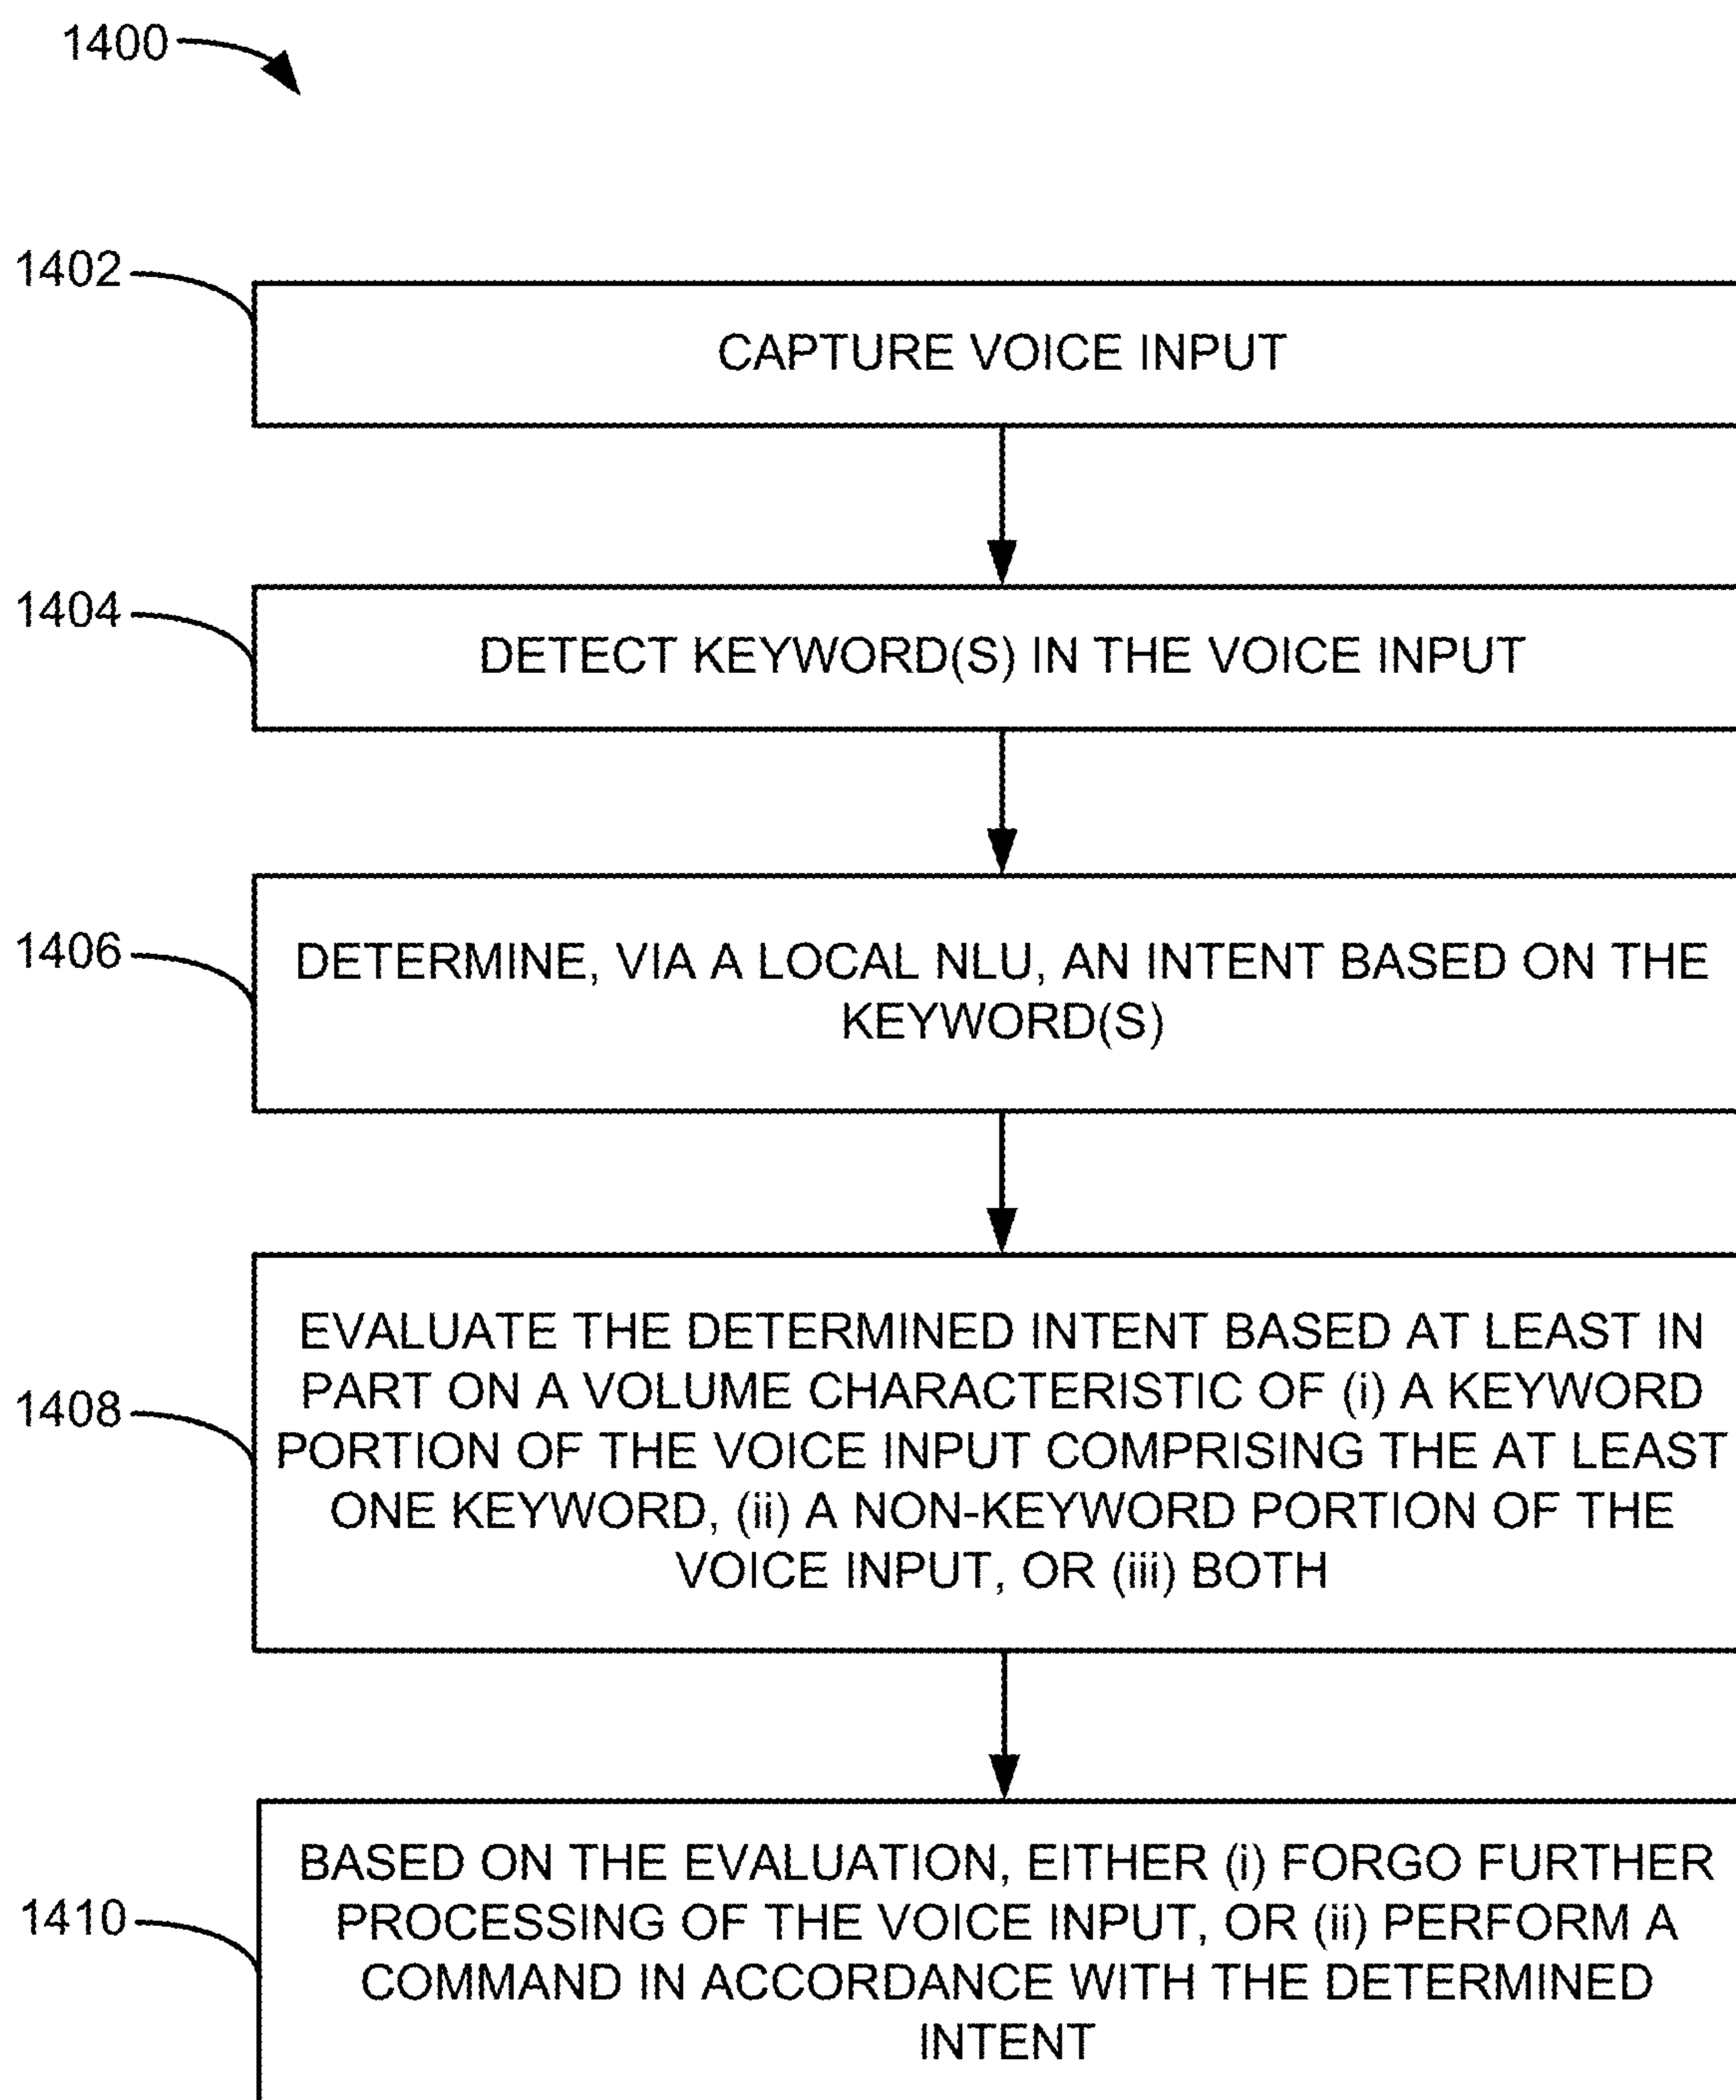 1400
1402
CAPTURE VOICE INPUT
1404
DETECT KEYWORD(S) IN THE VOICE INPUT
1406
DETERMINE, VIA A LOCAL NLU, AN INTENT BASED ON THE
KEYWORD(S)
1408
EVALUATE THE DETERMINED INTENT BASED AT LEAST IN
PART ON A VOLUME CHARACTERISTIC OF (i) A KEYWORD
PORTION OF THE VOICE INPUT COMPRISING THE AT LEAST
ONE KEYWORD, (ii) A NON-KEYWORD PORTION OF THE
VOICE INPUT, OR (iii) BOTH
1410
BASED ON THE EVALUATION, EITHER (i) FORGO FURTHER
PROCESSING OF THE VOICE INPUT, OR (ii) PERFORM A
COMMAND IN ACCORDANCE WITH THE DETERMINED
INTENT